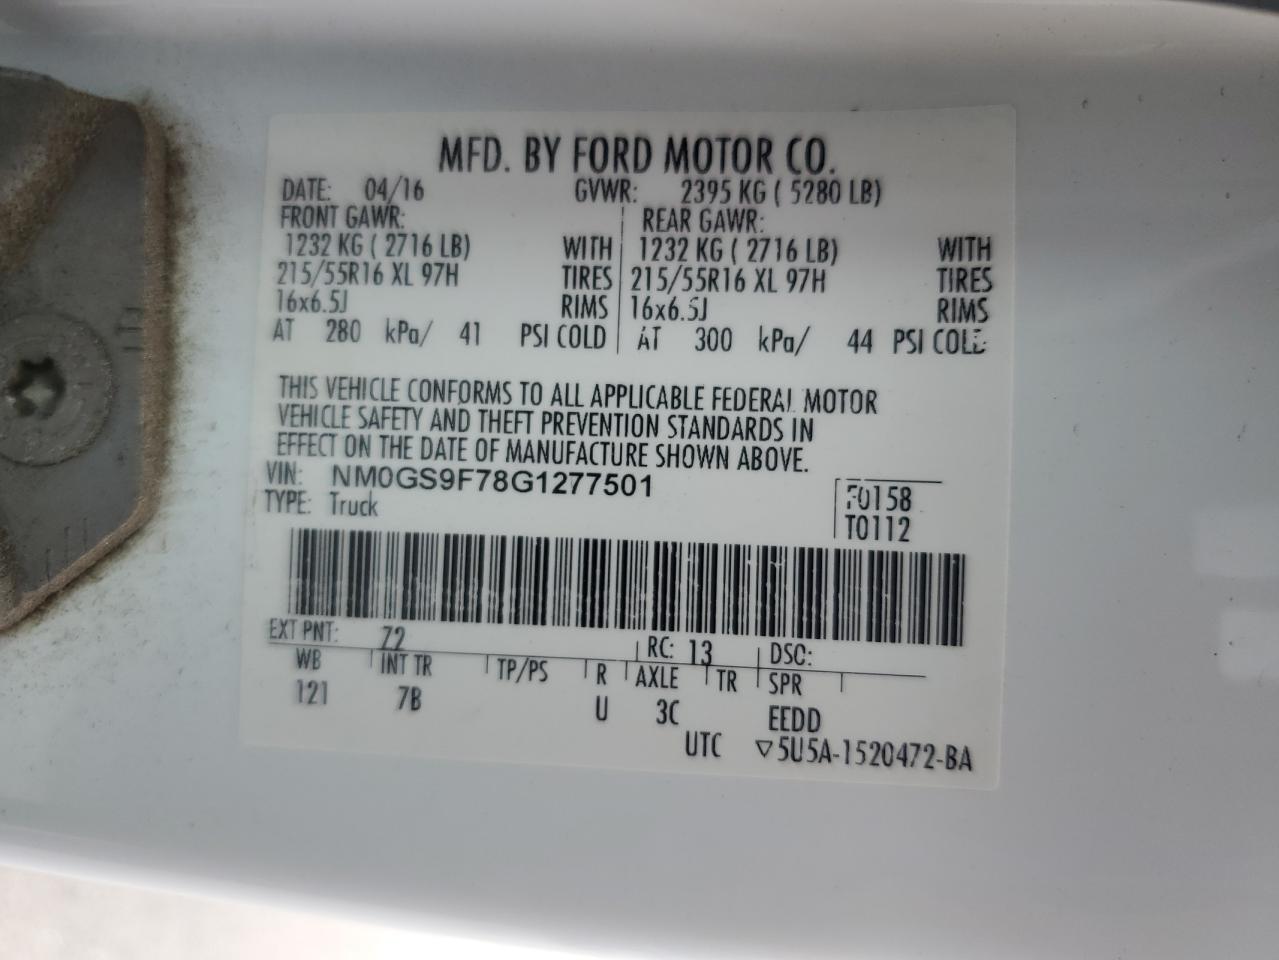 MFD. BY FORD MOTOR CO.
DATE: 04/16 GVWR: 2395 KG ( 5280 LB)
FRONT GAWR: REAR GAWR:
1232 KG ( 2716 LB) WITH 1232 KG ( 2716 LB) WITH
215/55R16 XL 97H TIRES 215/55R16 XL 97H TIRES
16x6.5J RIMS 16x6.5J RIMS
AT 280 kPa/ 41 PSI COLD AT 300 kPa/ 44 PSI COLD
THIS VEHICLE CONFORMS TO ALL APPLICABLE FEDERAL MOTOR
VEHICLE SAFETY AND THEFT PREVENTION STANDARDS IN
EFFECT ON THE DATE OF MANUFACTURE SHOWN ABOVE.
VIN: NM0GS9F78G1277501
F0158
TYPE: Truck
T0112
EXT PNT: Z2 RC: 13 DSO:
WB INT TR TP/PS R AXLE TR SPR
121 7B U 3C EEDD
UTC ▽5U5A-1520472-BA